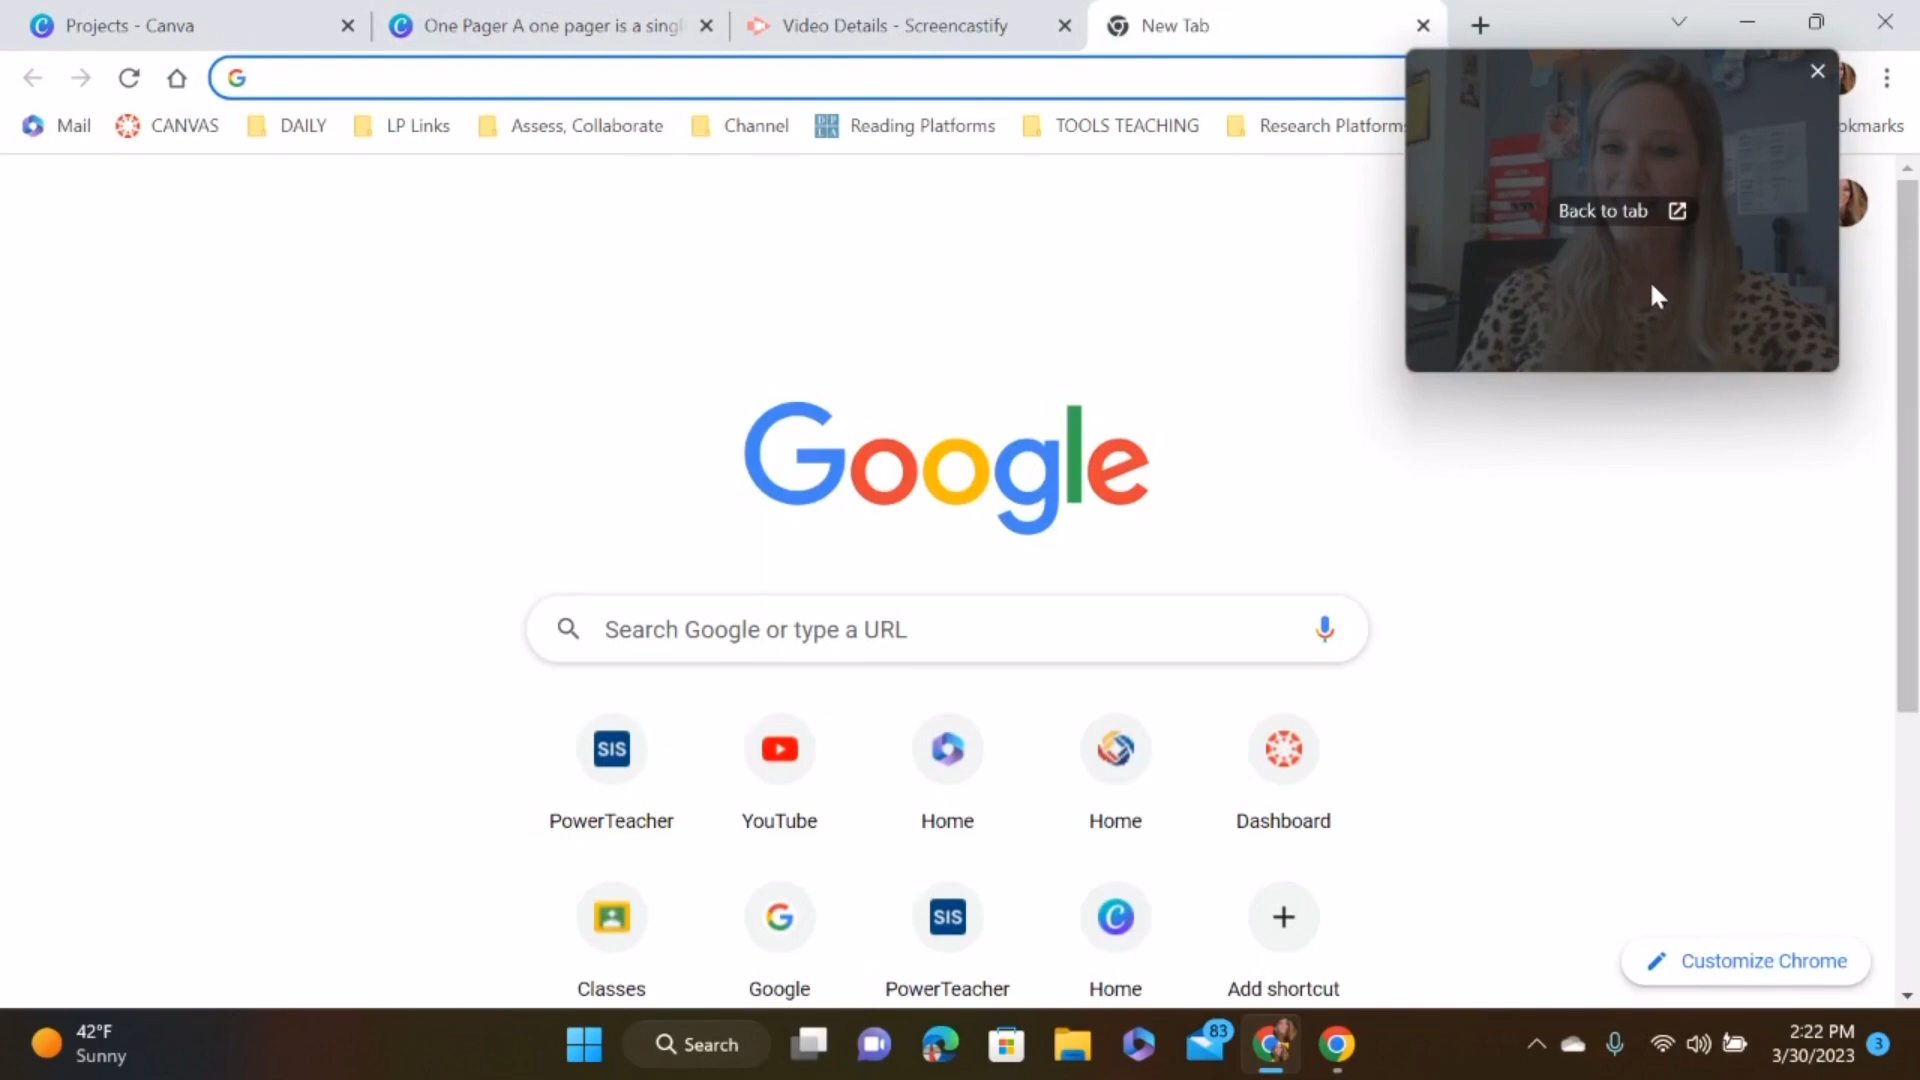 Projects - Canva
One Pager A one pager is a singl
Video Details - Screencastify
New Tab
Mail
CANVAS
DAILY
LP Links
Assess, Collaborate
Channel
Reading Platforms
TOOLS TEACHING
Research Platforms
okmarks
Back to tab
Google
Search Google or type a URL
SIS
PowerTeacher
YouTube
Home
Home
Dashboard
Classes
Google
SIS
PowerTeacher
Home
Add shortcut
Customize Chrome
42°F
Sunny
Search
83
2:22 PM
3/30/2023
3